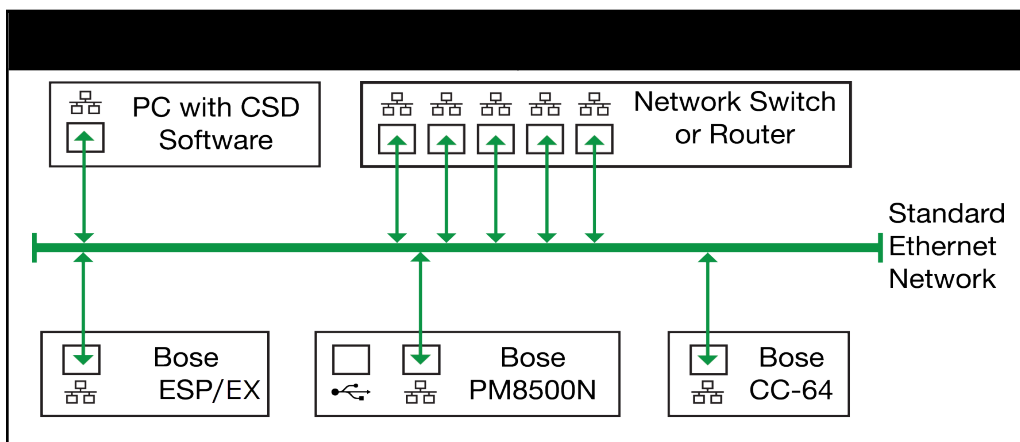 PC with CSD
Software
Network Switch
or Router
Standard
Ethernet
Network
Bose
ESP/EX
Bose
PM8500N
Bose
CC-64